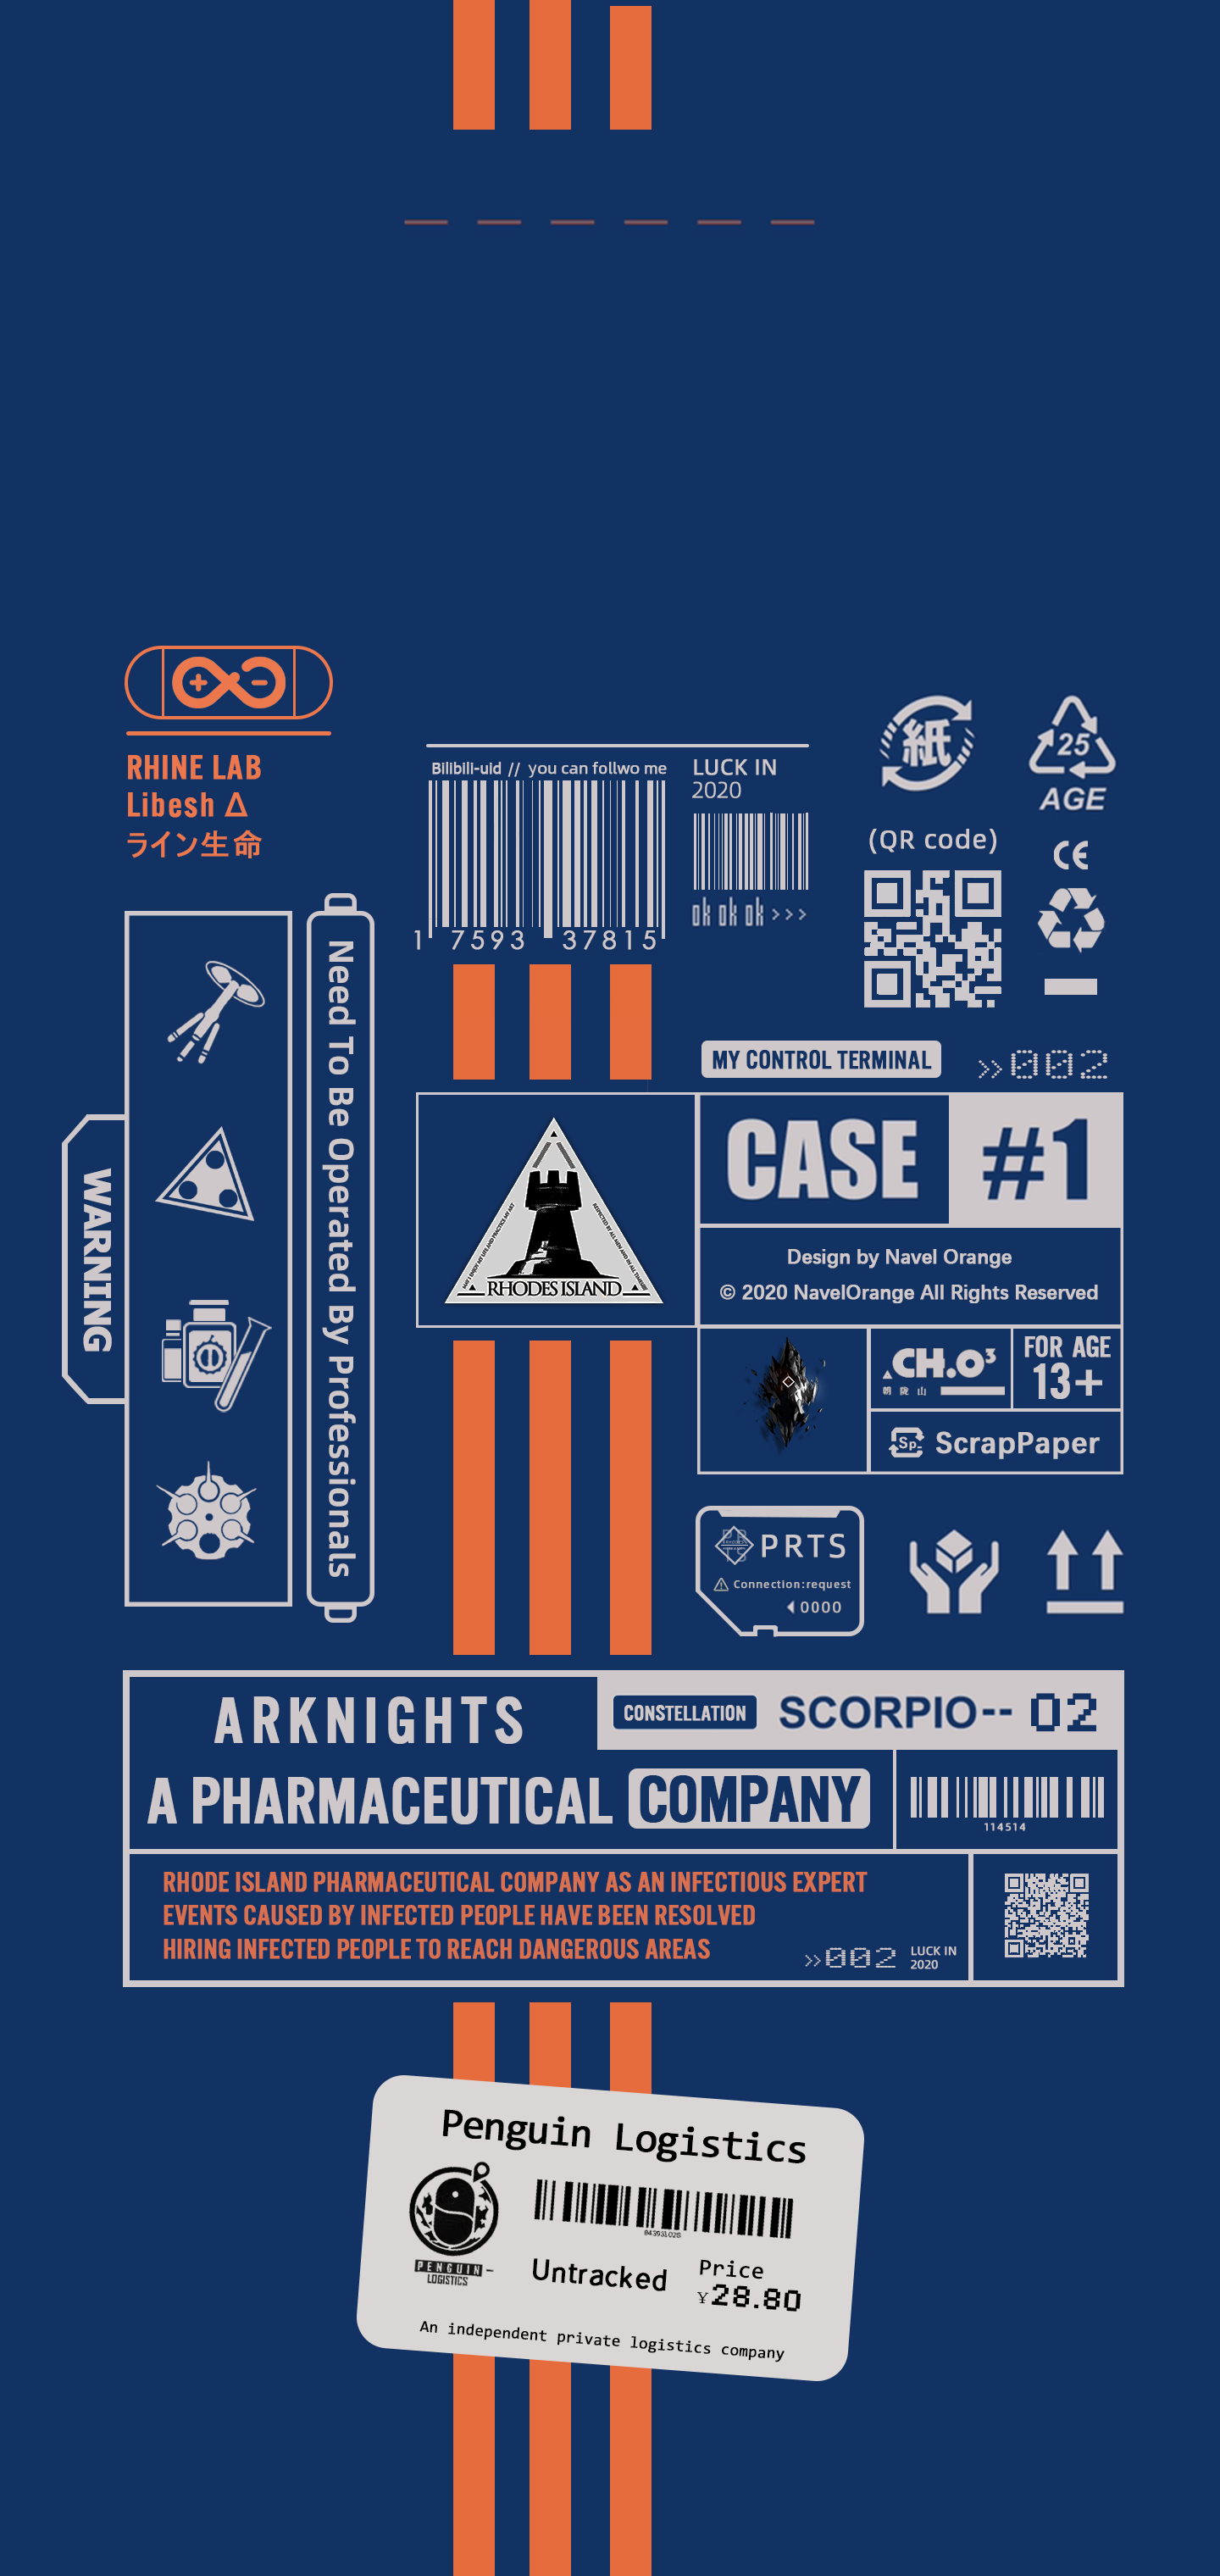 RHINE LAB
Libesh Δ
ライン生命
Bilibili-uid // you can follwo me
1 7593 37815
LUCK IN
2020
ok ok ok >>>
紙
25
AGE
(QR code)
CE
WARNING
Need To Be Operated By Professionals
MY CONTROL TERMINAL
»002
RHODES ISLAND
CASE
#1
Design by Navel Orange
© 2020 NavelOrange All Rights Reserved
CH.O³
朝陇山
FOR AGE
13+
Sp.
ScrapPaper
PRTS
Connection:request
0000
ARKNIGHTS
CONSTELLATION
SCORPIO-- 02
A PHARMACEUTICAL COMPANY
114514
RHODE ISLAND PHARMACEUTICAL COMPANY AS AN INFECTIOUS EXPERT
EVENTS CAUSED BY INFECTED PEOPLE HAVE BEEN RESOLVED
HIRING INFECTED PEOPLE TO REACH DANGEROUS AREAS
»002
LUCK IN
2020
Penguin Logistics
PENGUIN
LOGISTICS
Untracked
Price
¥28.80
An independent private logistics company